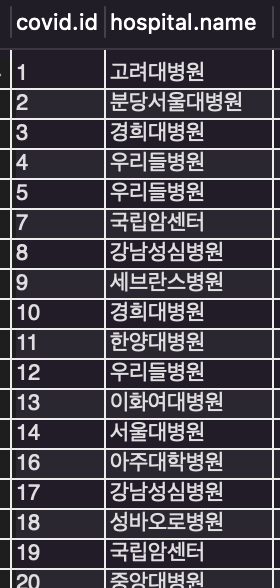 covid.id hospital.name
1 고려대병원
2 분당서울대병원
3 경희대병원
4 우리들병원
5 우리들병원
7 국립암센터
8 강남성심병원
9 세브란스병원
10 경희대병원
11 한양대병원
12 우리들병원
13 이화여대병원
14 서울대병원
16 아주대학병원
17 강남성심병원
18 성바오로병원
19 국립암센터
20 중앙대병원